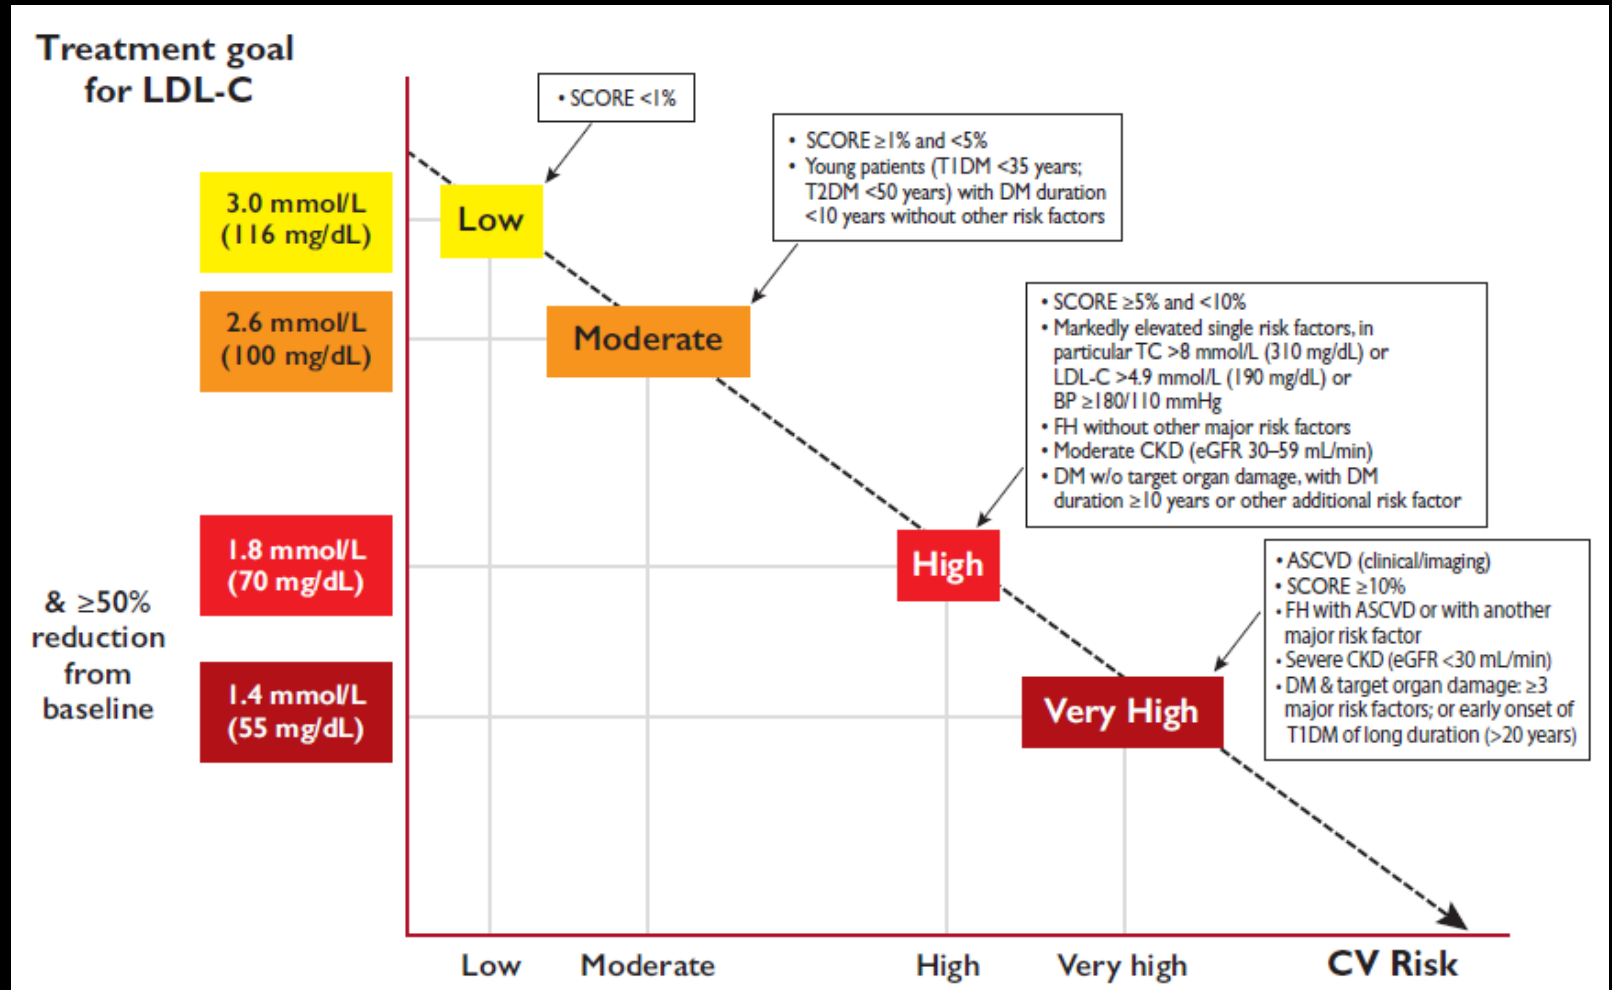 Treatment goal
for LDL-C
• SCORE <1%
• SCORE ≥1% and <5%
• Young patients (T1DM <35 years;
T2DM <50 years) with DM duration
<10 years without other risk factors
3.0 mmol/L
(116 mg/dL)
Low
2.6 mmol/L
(100 mg/dL)
Moderate
• SCORE ≥5% and <10%
• Markedly elevated single risk factors, in
particular TC >8 mmol/L (310 mg/dL) or
LDL-C >4.9 mmol/L (190 mg/dL) or
BP ≥180/110 mmHg
• FH without other major risk factors
• Moderate CKD (eGFR 30–59 mL/min)
• DM w/o target organ damage, with DM
duration ≥10 years or other additional risk factor
1.8 mmol/L
(70 mg/dL)
High
• ASCVD (clinical/imaging)
• SCORE ≥10%
• FH with ASCVD or with another
major risk factor
• Severe CKD (eGFR <30 mL/min)
• DM & target organ damage: ≥3
major risk factors; or early onset of
T1DM of long duration (>20 years)
& ≥50%
reduction
from
baseline
1.4 mmol/L
(55 mg/dL)
Very High
Low
Moderate
High
Very high
CV Risk